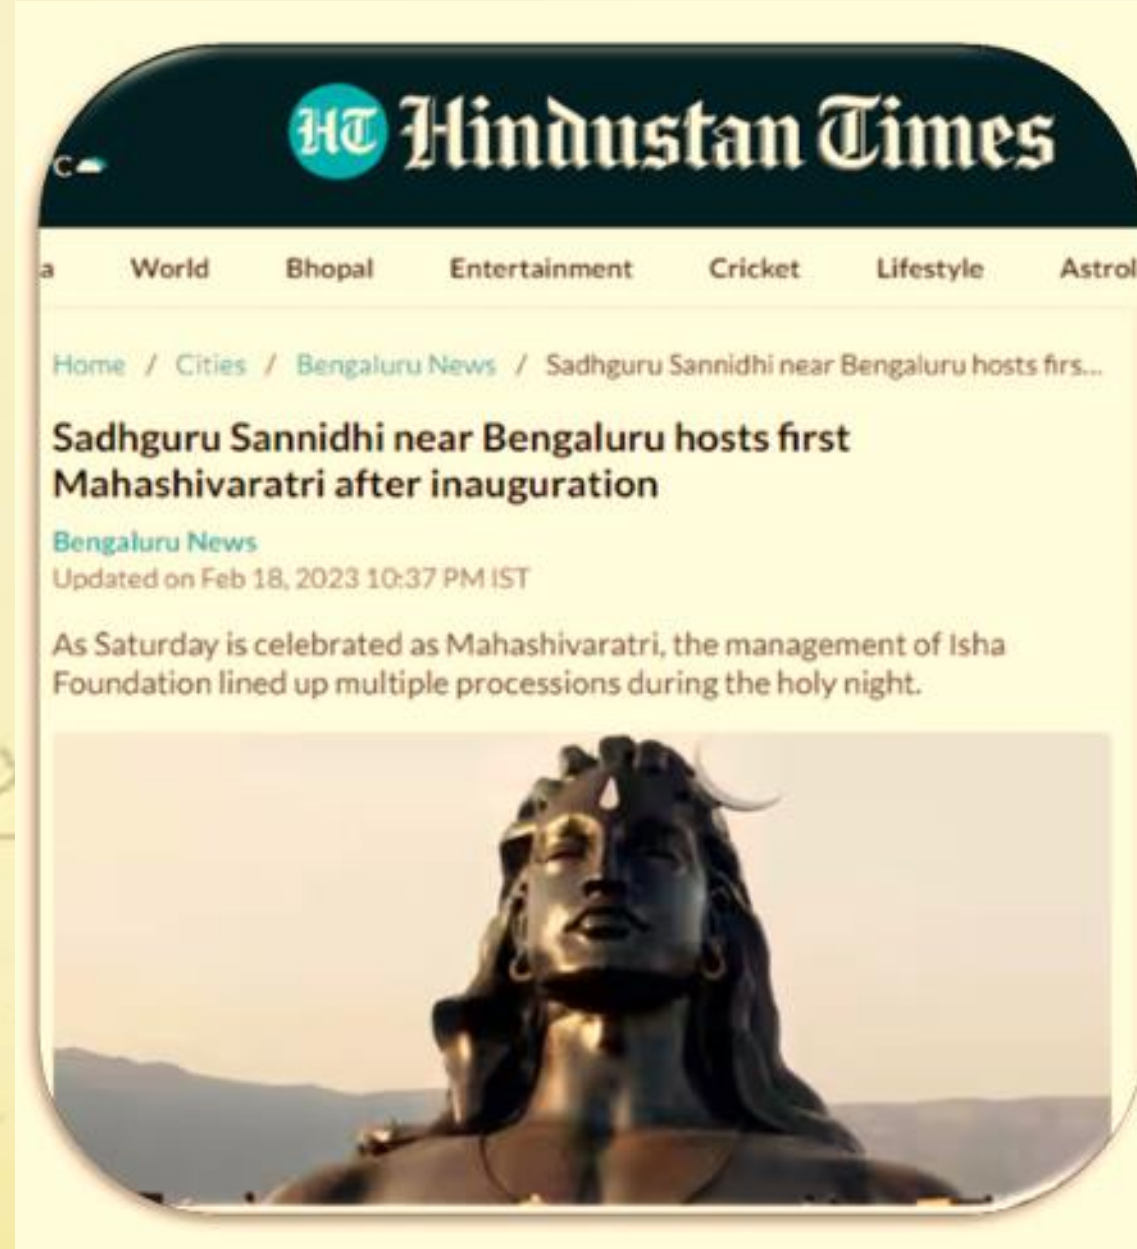 HT Hindustan Times
C
a World Bhopal Entertainment Cricket Lifestyle Astrol
Home / Cities / Bengaluru News / Sadhguru Sannidhi near Bengaluru hosts firs...
Sadhguru Sannidhi near Bengaluru hosts first
Mahashivaratri after inauguration
Bengaluru News
Updated on Feb 18, 2023 10:37 PM IST
As Saturday is celebrated as Mahashivaratri, the management of Isha
Foundation lined up multiple processions during the holy night.